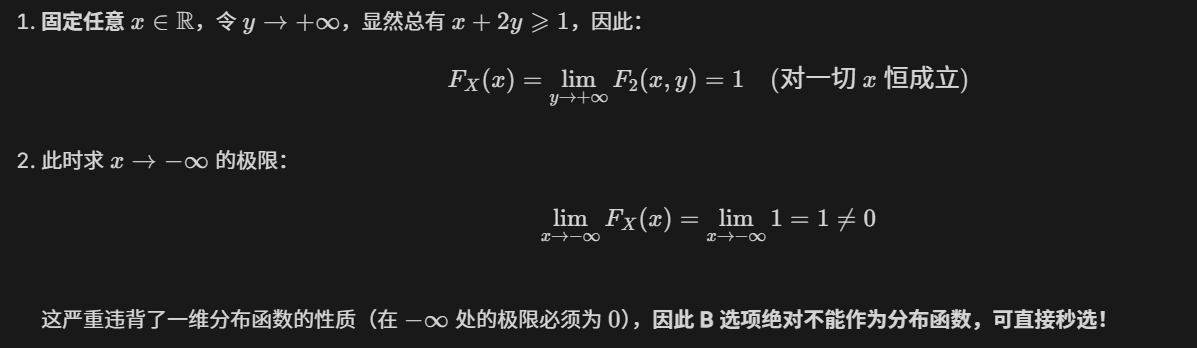 1. 固定任意 x ∈ ℝ，令 y → +∞，显然总有 x + 2y ⩾ 1，因此：
F_X(x) = lim_{y→+∞} F_2(x, y) = 1 (对一切 x 恒成立)
2. 此时求 x → −∞ 的极限：
lim_{x→−∞} F_X(x) = lim_{x→−∞} 1 = 1 ≠ 0
这严重违背了一维分布函数的性质（在 −∞ 处的极限必须为 0），因此 B 选项绝对不能作为分布函数，可直接秒选！